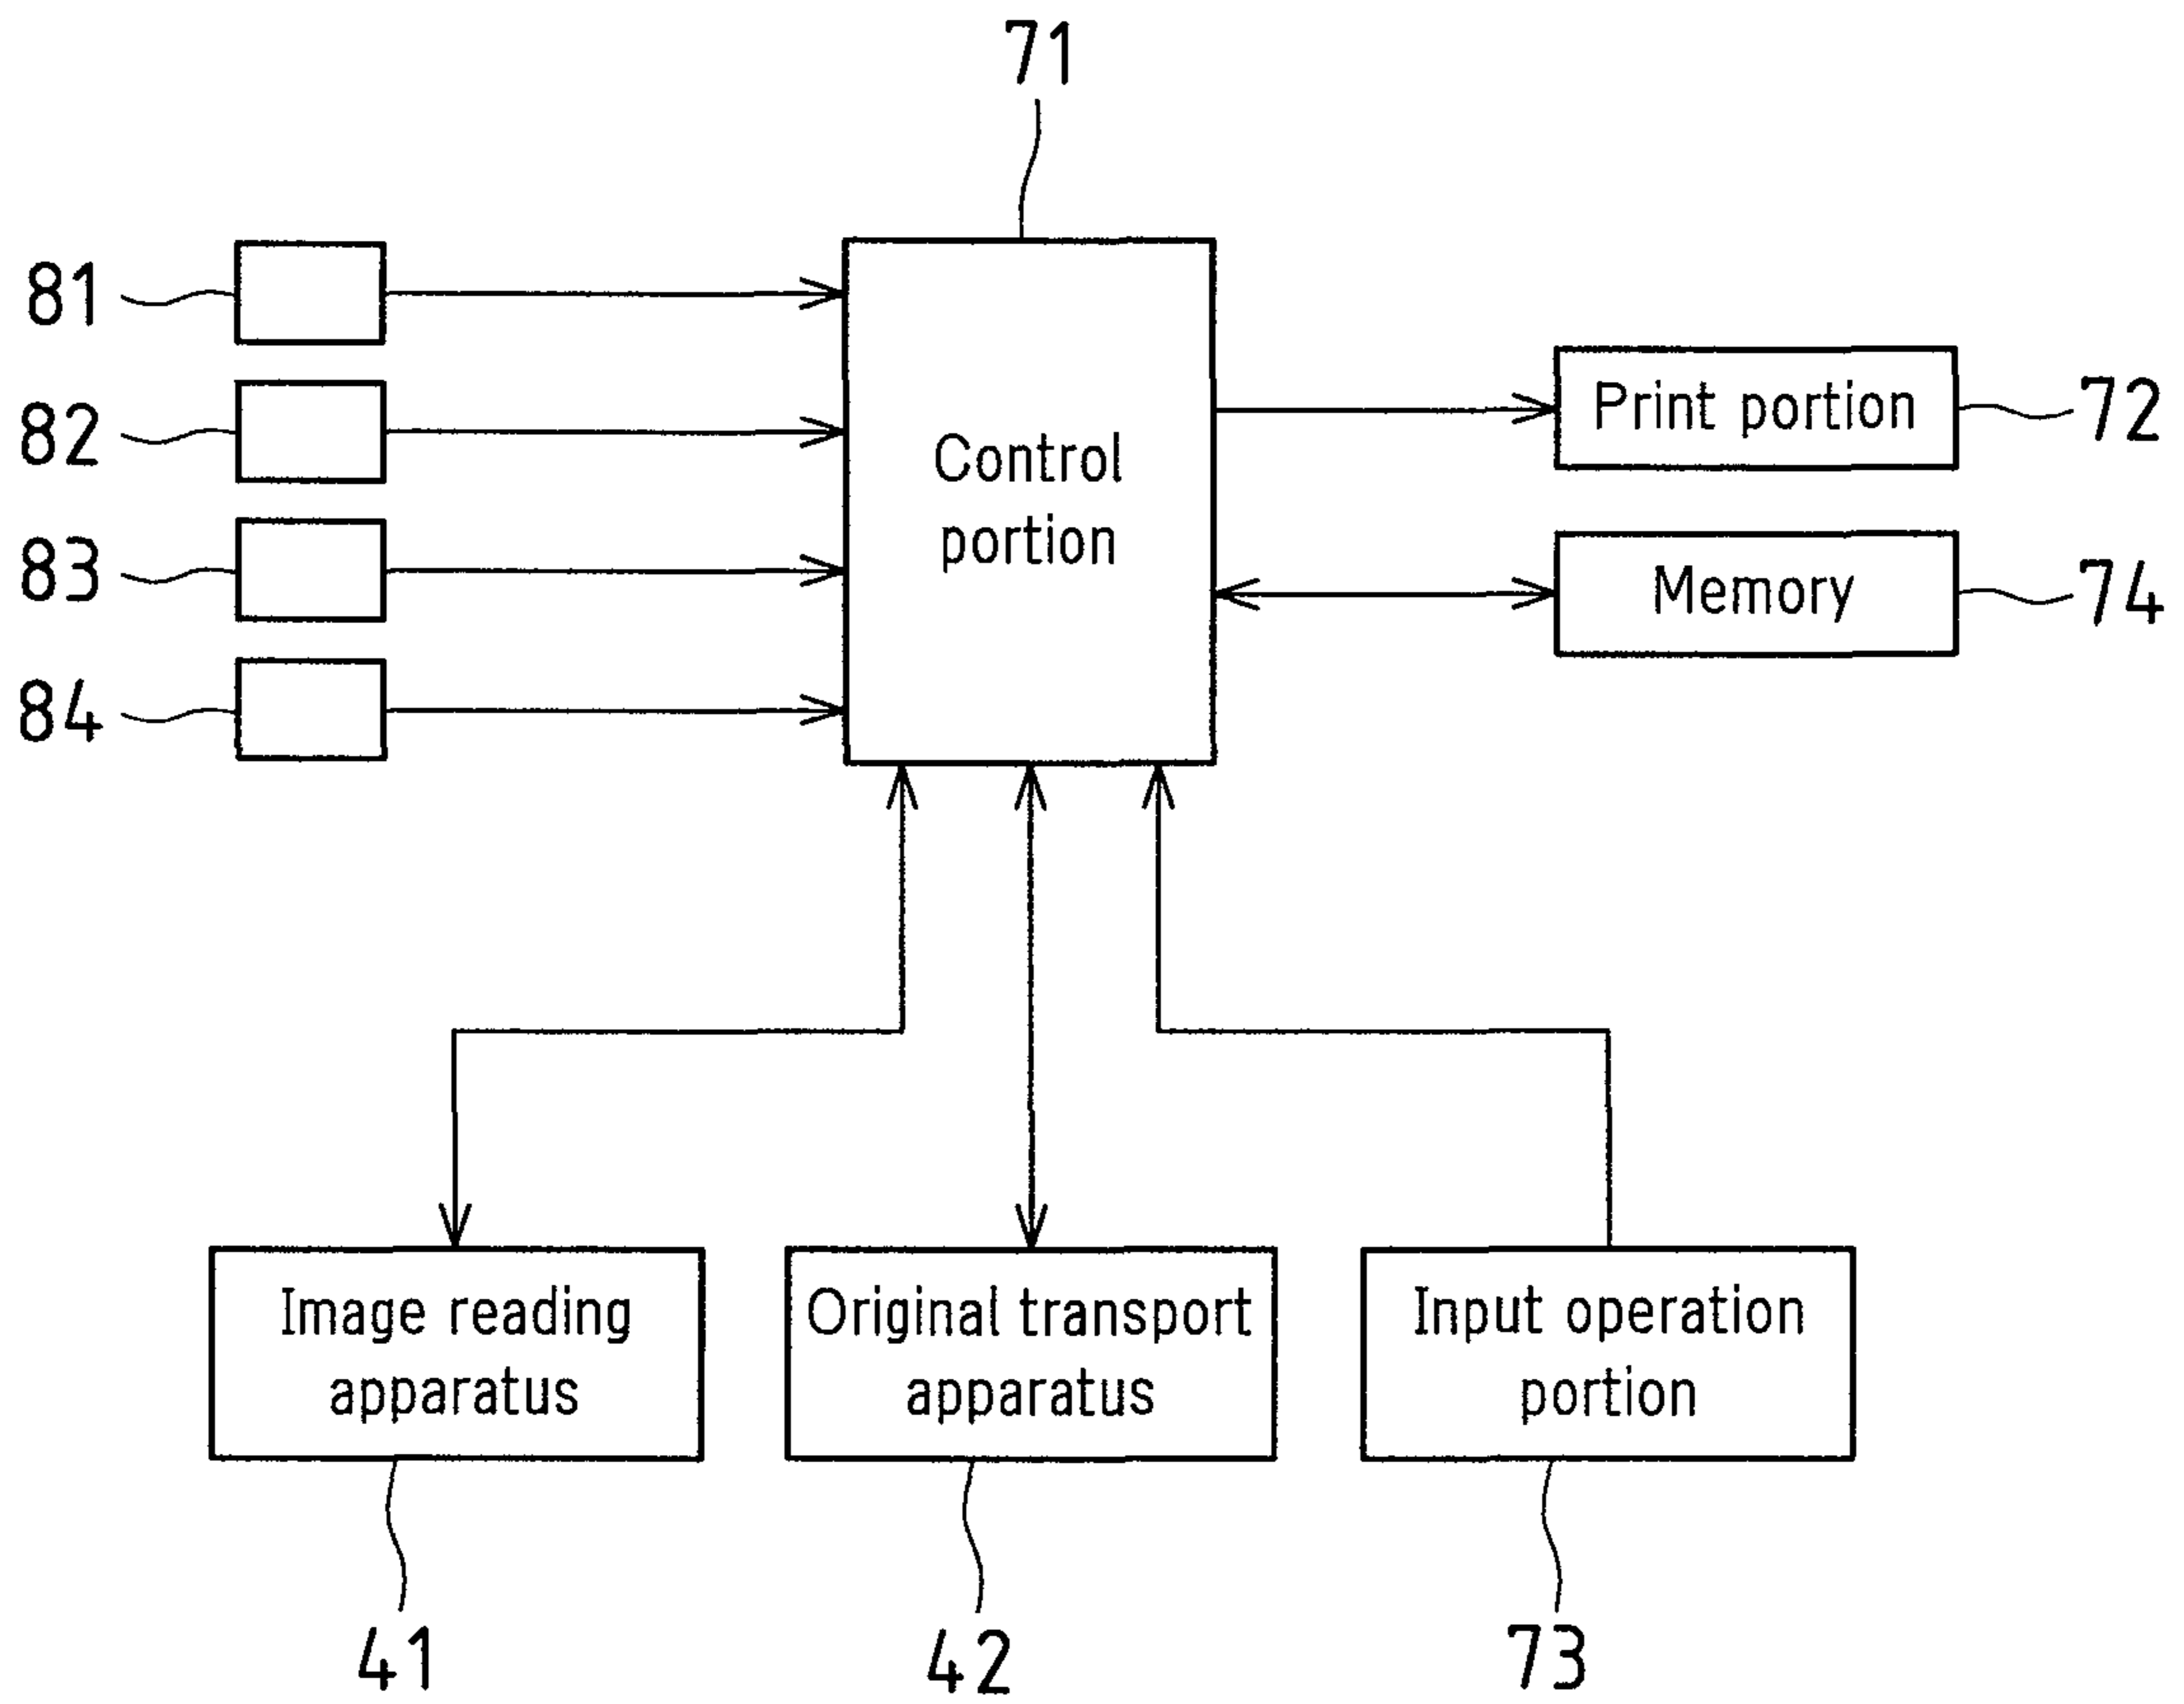 71
81
82
83
84
Control
portion
Print portion
72
Memory
74
Image reading
apparatus
Original transport
apparatus
Input operation
portion
41
42
73